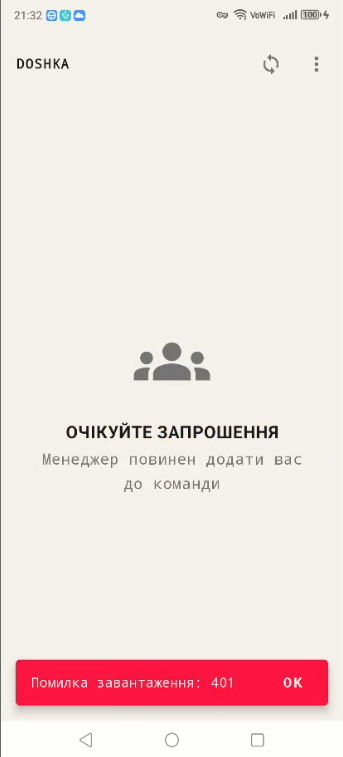 21:32 VoWiFi 100
DOSHKA
ОЧІКУЙТЕ ЗАПРОШЕННЯ
Менеджер повинен додати вас
до команди
Помилка завантаження: 401 OK